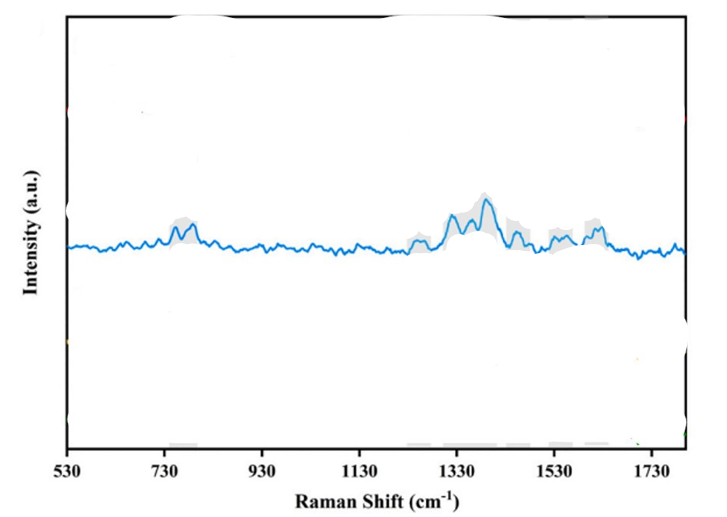 Intensity (a.u.)
530 730 930 1130 1330 1530 1730
Raman Shift (cm⁻¹)